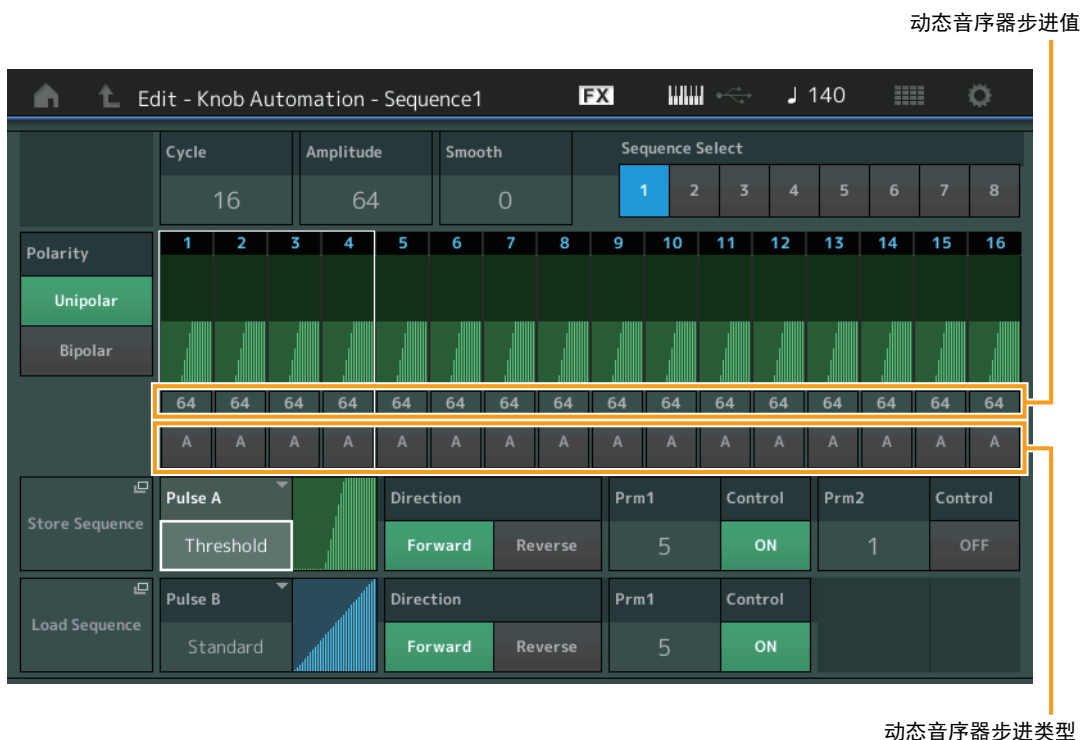 动态音序器步进值
Edit - Knob Automation - Sequence1 FX 140
Cycle Amplitude Smooth Sequence Select
16 64 0 1 2 3 4 5 6 7 8
Polarity 1 2 3 4 5 6 7 8 9 10 11 12 13 14 15 16
Unipolar
Bipolar
64 64 64 64 64 64 64 64 64 64 64 64 64 64 64 64
A A A A A A A A A A A A A A A A
Store Sequence Pulse A Direction Prm1 Control Prm2 Control
Threshold Forward Reverse 5 ON 1 OFF
Load Sequence Pulse B Direction Prm1 Control
Standard Forward Reverse 5 ON
动态音序器步进类型